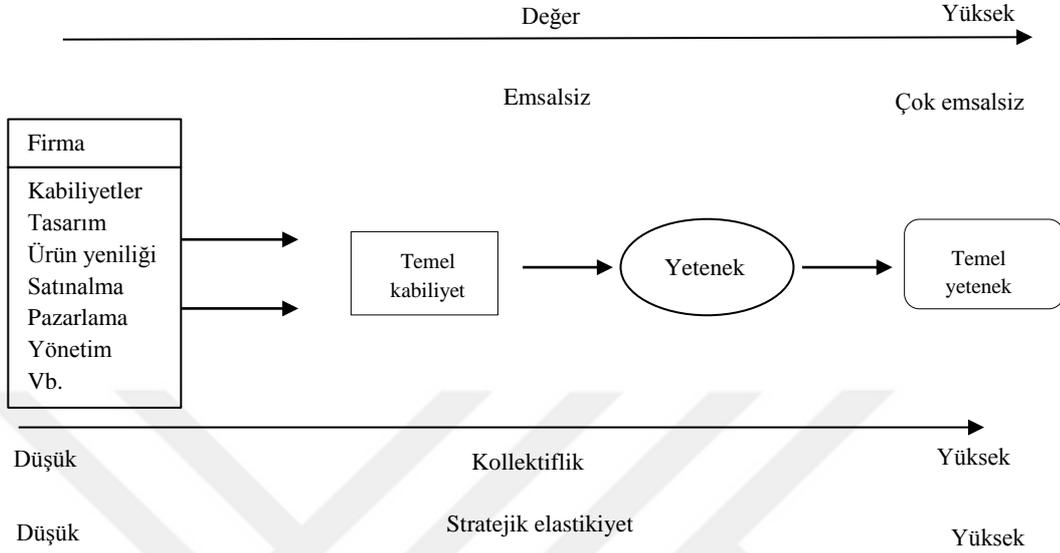 Değer
Yüksek
Emsalsiz
Çok emsalsiz
Firma
Kabiliyetler
Tasarım
Ürün yeniliği
Satınalma
Pazarlama
Yönetim
Vb.
Temel
kabiliyet
Yetenek
Temel
yetenek
Düşük
Kollektiflik
Yüksek
Düşük
Stratejik elastikiyet
Yüksek